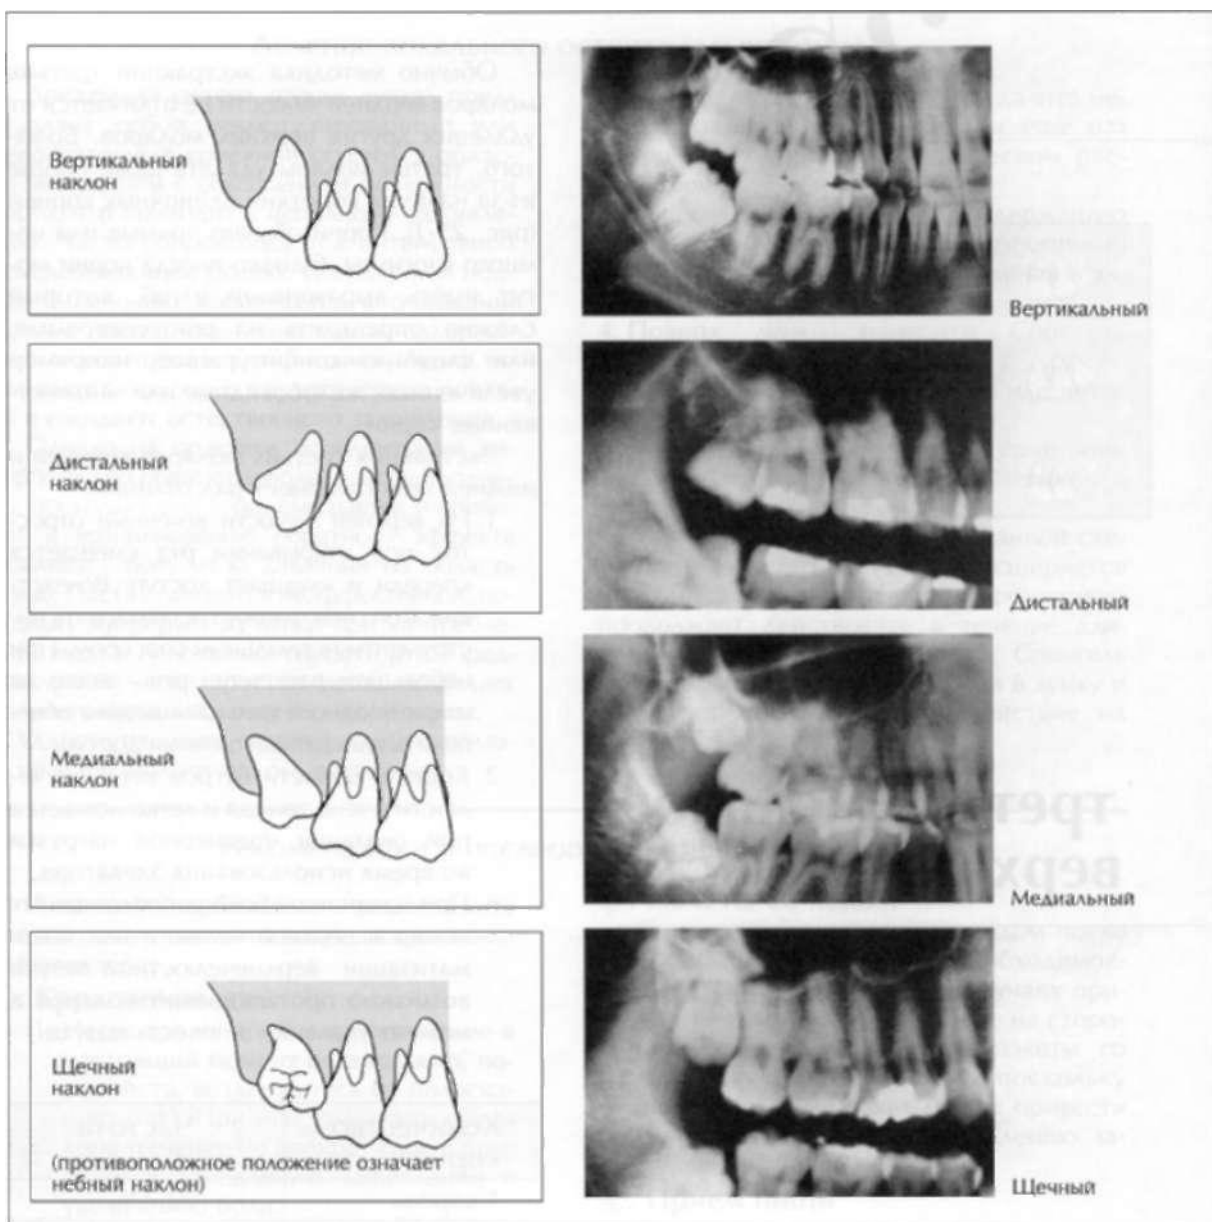 Вертикальный
наклон
Вертикальный
Дистальный
наклон
Дистальный
Медиальный
наклон
Медиальный
Щечный
наклон
(противоположное положение означает
небный наклон)
Щечный